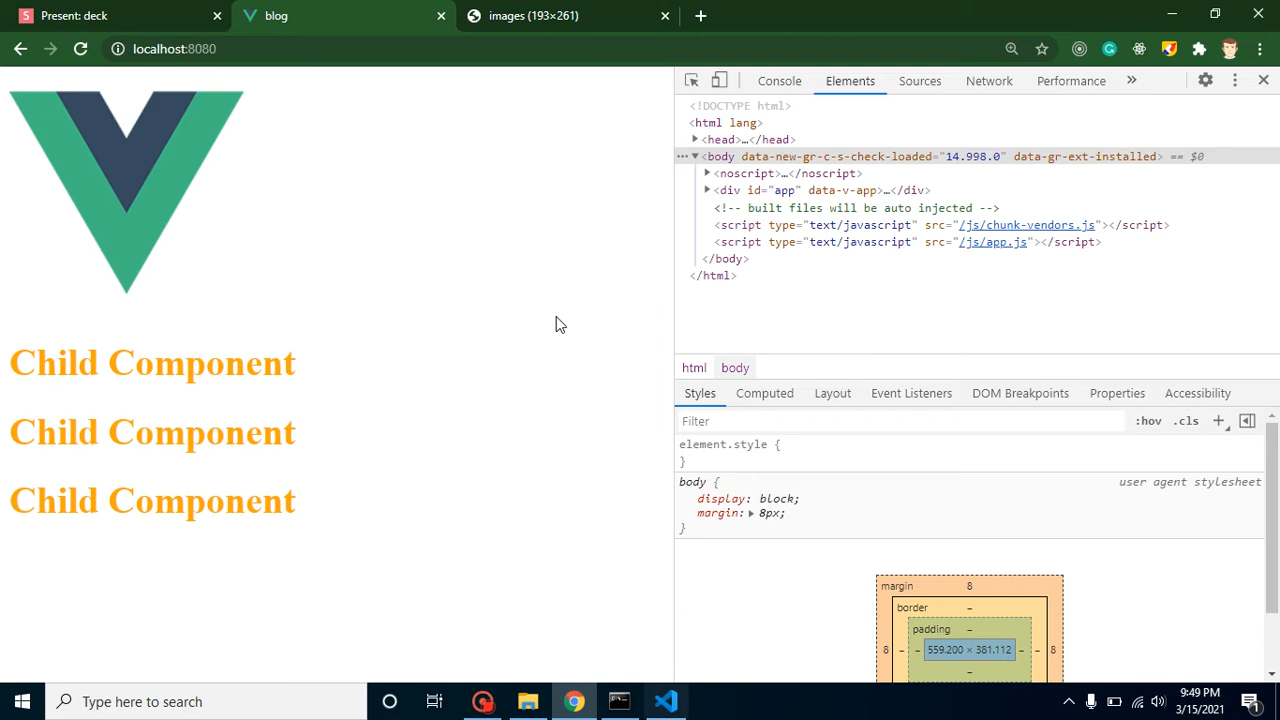 Present: deck
blog
images (193×261)
localhost:8080
Console
Elements
Sources
Network
Performance
<!DOCTYPE html>
<html lang>
<head>…</head>
<body data-new-gr-c-s-check-loaded="14.998.0" data-gr-ext-installed> == $0
<noscript>…</noscript>
<div id="app" data-v-app>…</div>
<!-- built files will be auto injected -->
<script type="text/javascript" src="/js/chunk-vendors.js"></script>
<script type="text/javascript" src="/js/app.js"></script>
</body>
</html>
html
body
Child Component
Child Component
Child Component
Styles
Computed
Layout
Event Listeners
DOM Breakpoints
Properties
Accessibility
Filter
:hov
.cls
element.style {
}
body {
user agent stylesheet
display: block;
margin: 8px;
}
margin
8
border
–
padding
–
8
–
–
559.200 × 381.112
–
–
8
–
Type here to search
9:49 PM
3/15/2021
1